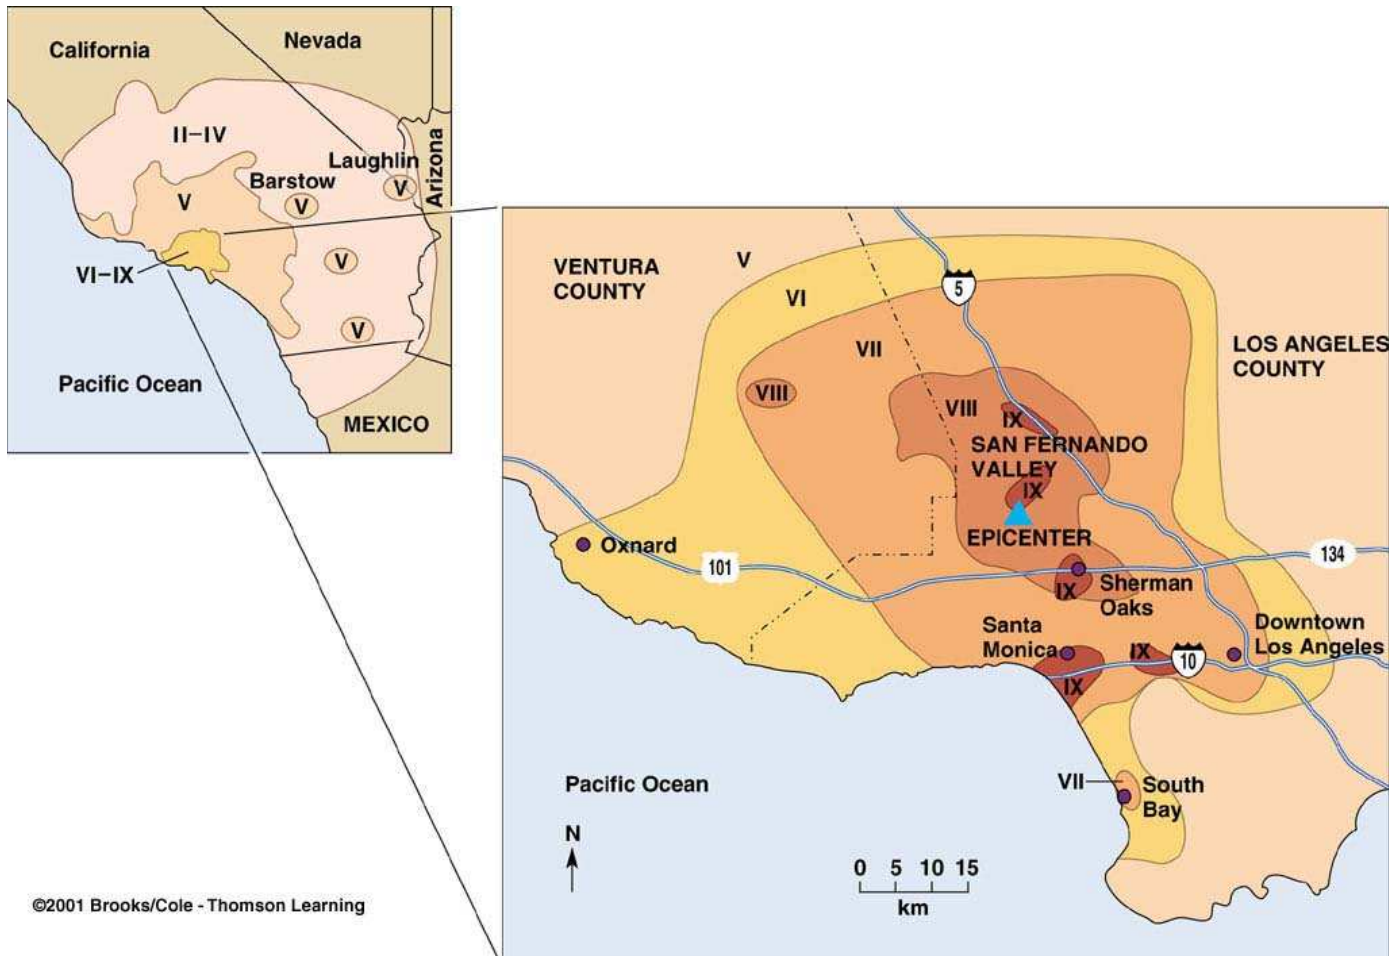 California
Nevada
II–IV
Laughlin
Arizona
Barstow
V
V
V
V
V
VI–IX
Pacific Ocean
MEXICO
VENTURA
COUNTY
V
VI
5
VII
LOS ANGELES
COUNTY
VIII
VIII
IX
SAN FERNANDO
VALLEY
IX
EPICENTER
Oxnard
101
134
IX
Sherman
Oaks
Santa
Monica
IX
10
Downtown
Los Angeles
IX
Pacific Ocean
VII
South
Bay
N
0 5 10 15
km
©2001 Brooks/Cole - Thomson Learning